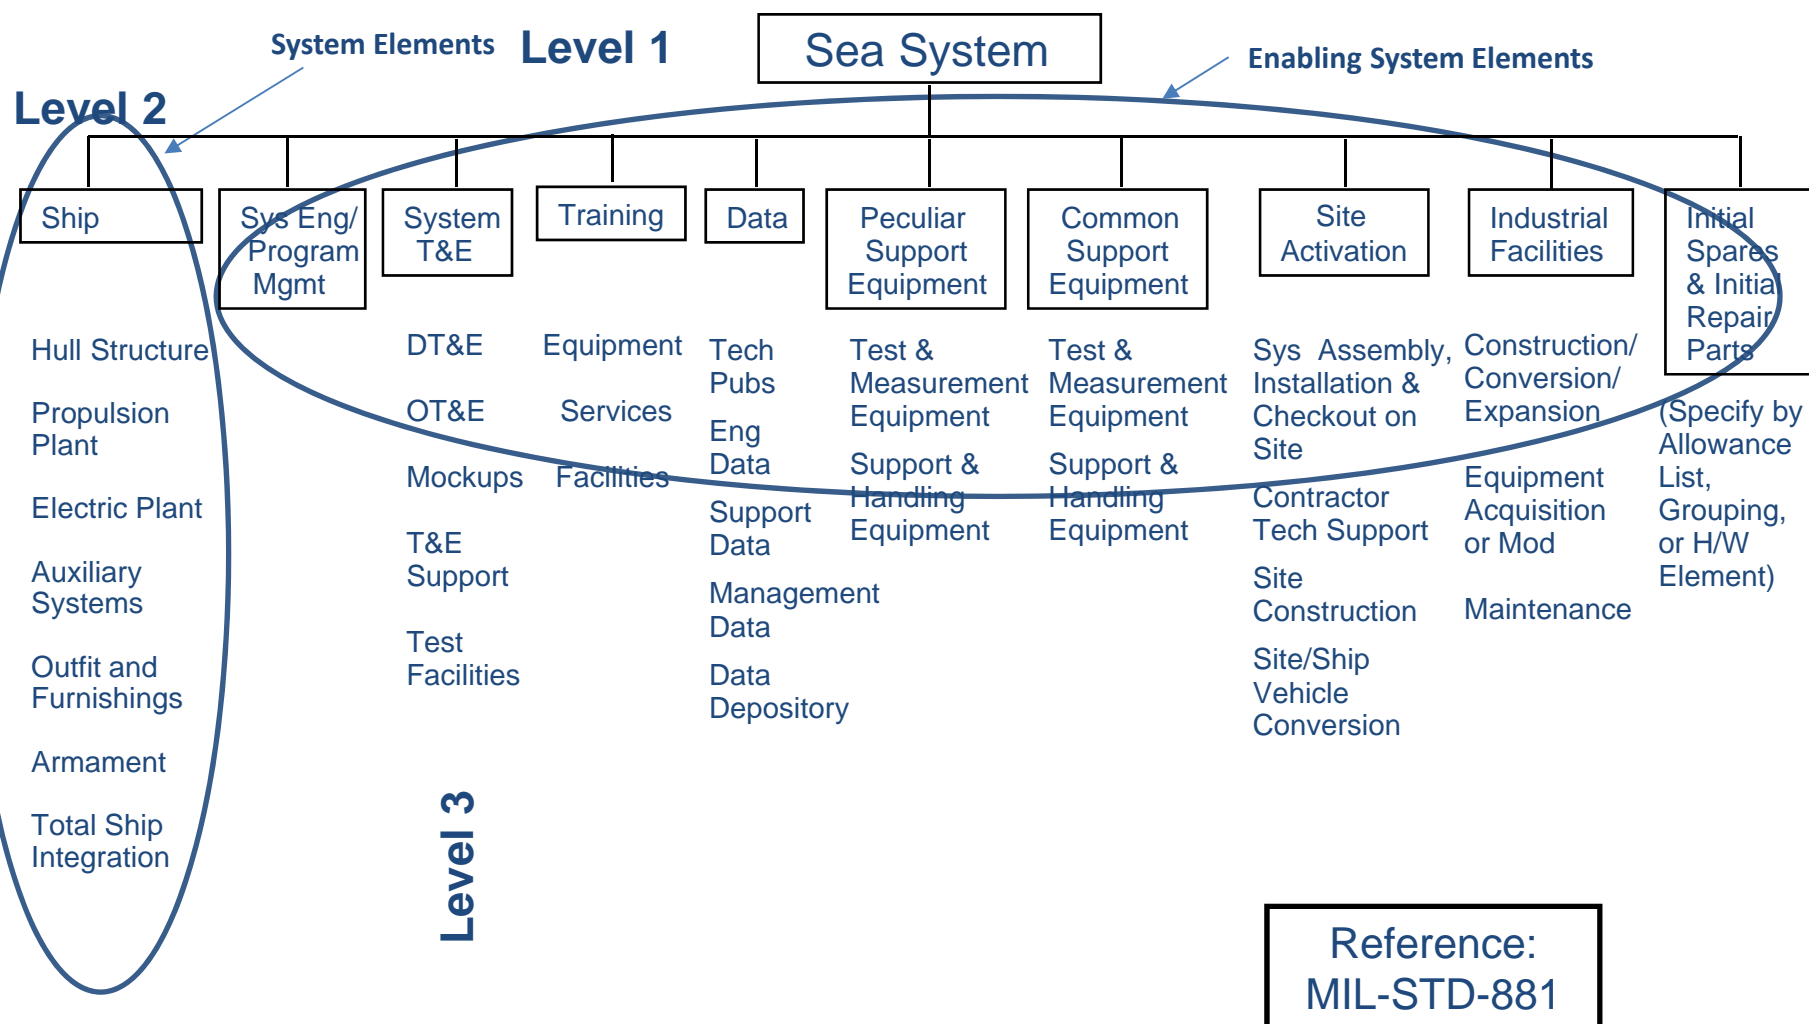 System Elements
Level 1
Sea System
Enabling System Elements
Level 2
Ship
Sys Eng/
Program
Mgmt
System
T&E
Training
Data
Peculiar
Support
Equipment
Common
Support
Equipment
Site
Activation
Industrial
Facilities
Initial
Spares
& Initial
Repair
Parts
Hull Structure
Propulsion
Plant
Electric Plant
Auxiliary
Systems
Outfit and
Furnishings
Armament
Total Ship
Integration
DT&E
OT&E
Mockups
T&E
Support
Test
Facilities
Equipment
Services
Facilities
Tech
Pubs
Eng
Data
Support
Data
Management
Data
Data
Depository
Test &
Measurement
Equipment
Support &
Handling
Equipment
Test &
Measurement
Equipment
Support &
Handling
Equipment
Sys Assembly,
Installation &
Checkout on
Site
Contractor
Tech Support
Site
Construction
Site/Ship
Vehicle
Conversion
Construction/
Conversion/
Expansion
Equipment
Acquisition
or Mod
Maintenance
(Specify by
Allowance
List,
Grouping,
or H/W
Element)
Level 3
Reference:
MIL-STD-881